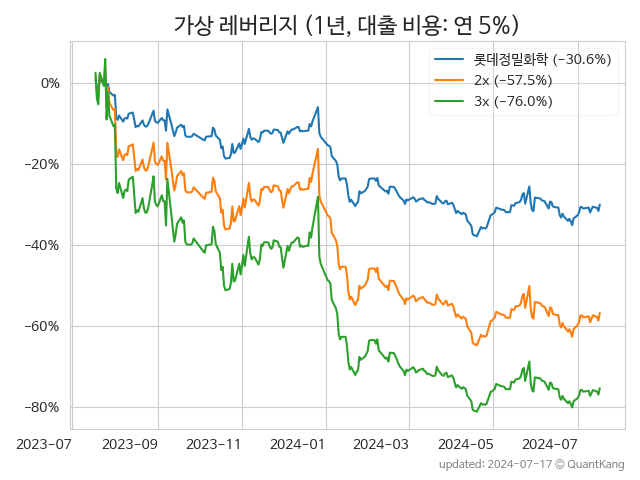 가상 레버리지 (1년, 대출 비용: 연 5%)
롯데정밀화학 (−30.6%)
2x (−57.5%)
3x (−76.0%)
0%
−20%
−40%
−60%
−80%
2023-07 2023-09 2023-11 2024-01 2024-03 2024-05 2024-07
updated: 2024-07-17 © QuantKang